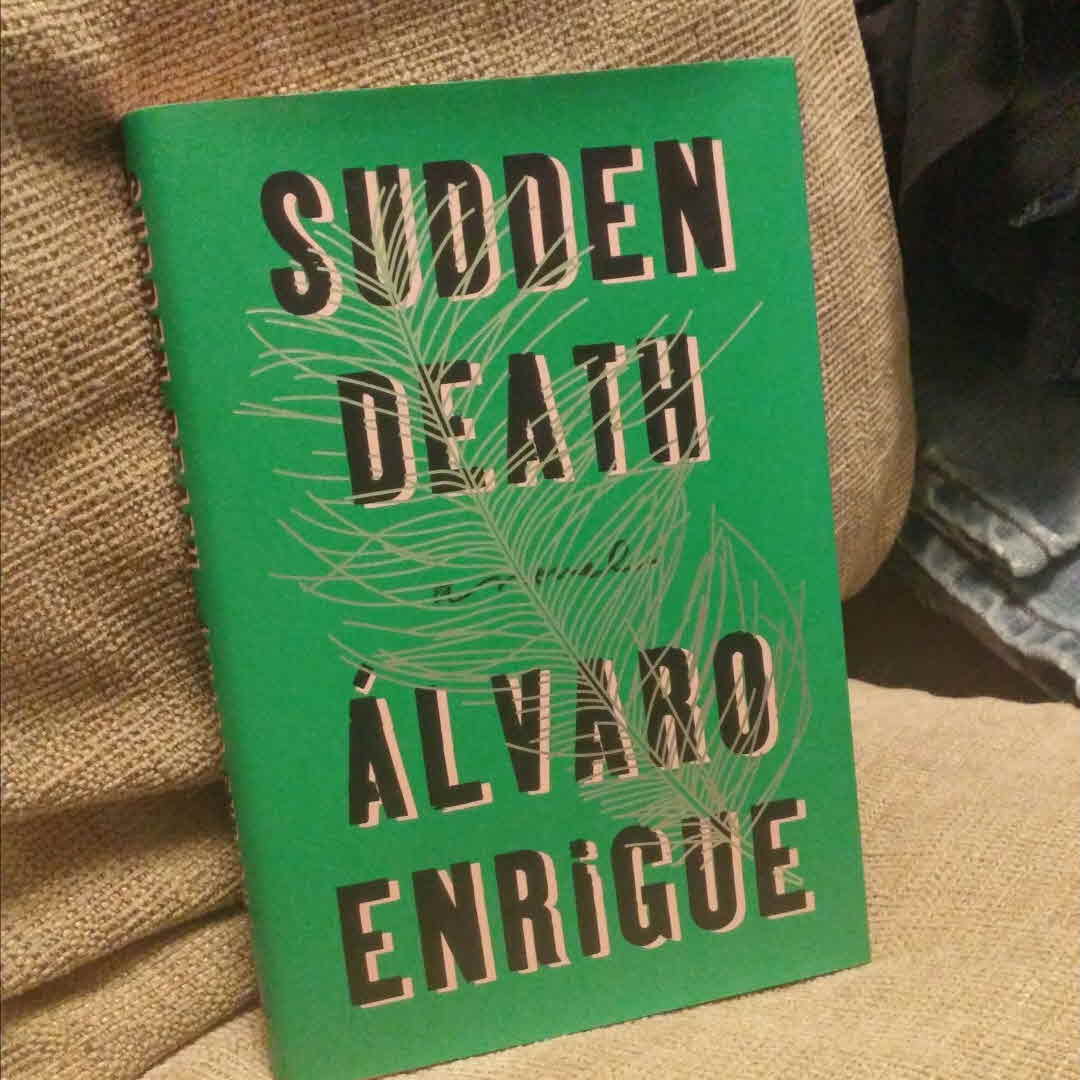 SUDDEN
DEATH
a novel
ÁLVARO
ENRiGUE